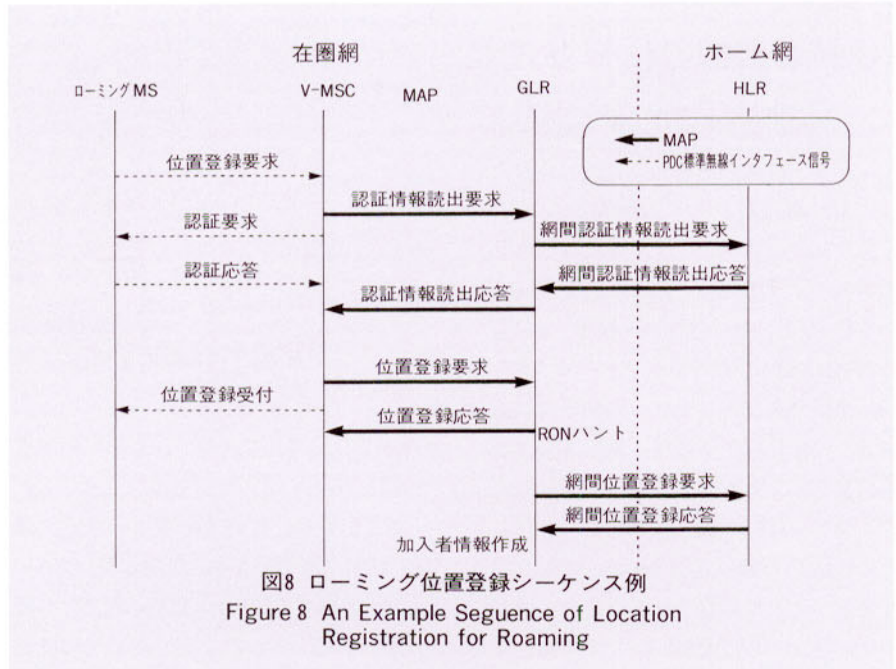 在圏網
ホーム網
ローミングMS
V-MSC
MAP
GLR
HLR
MAP
PDC標準無線インタフェース信号
位置登録要求
認証情報読出要求
認証要求
網間認証情報読出要求
認証応答
網間認証情報読出応答
認証情報読出応答
位置登録要求
位置登録受付
位置登録応答
RONハント
網間位置登録要求
網間位置登録応答
加入者情報作成
図8 ローミング位置登録シーケンス例
Figure 8 An Example Seguence of Location
Registration for Roaming